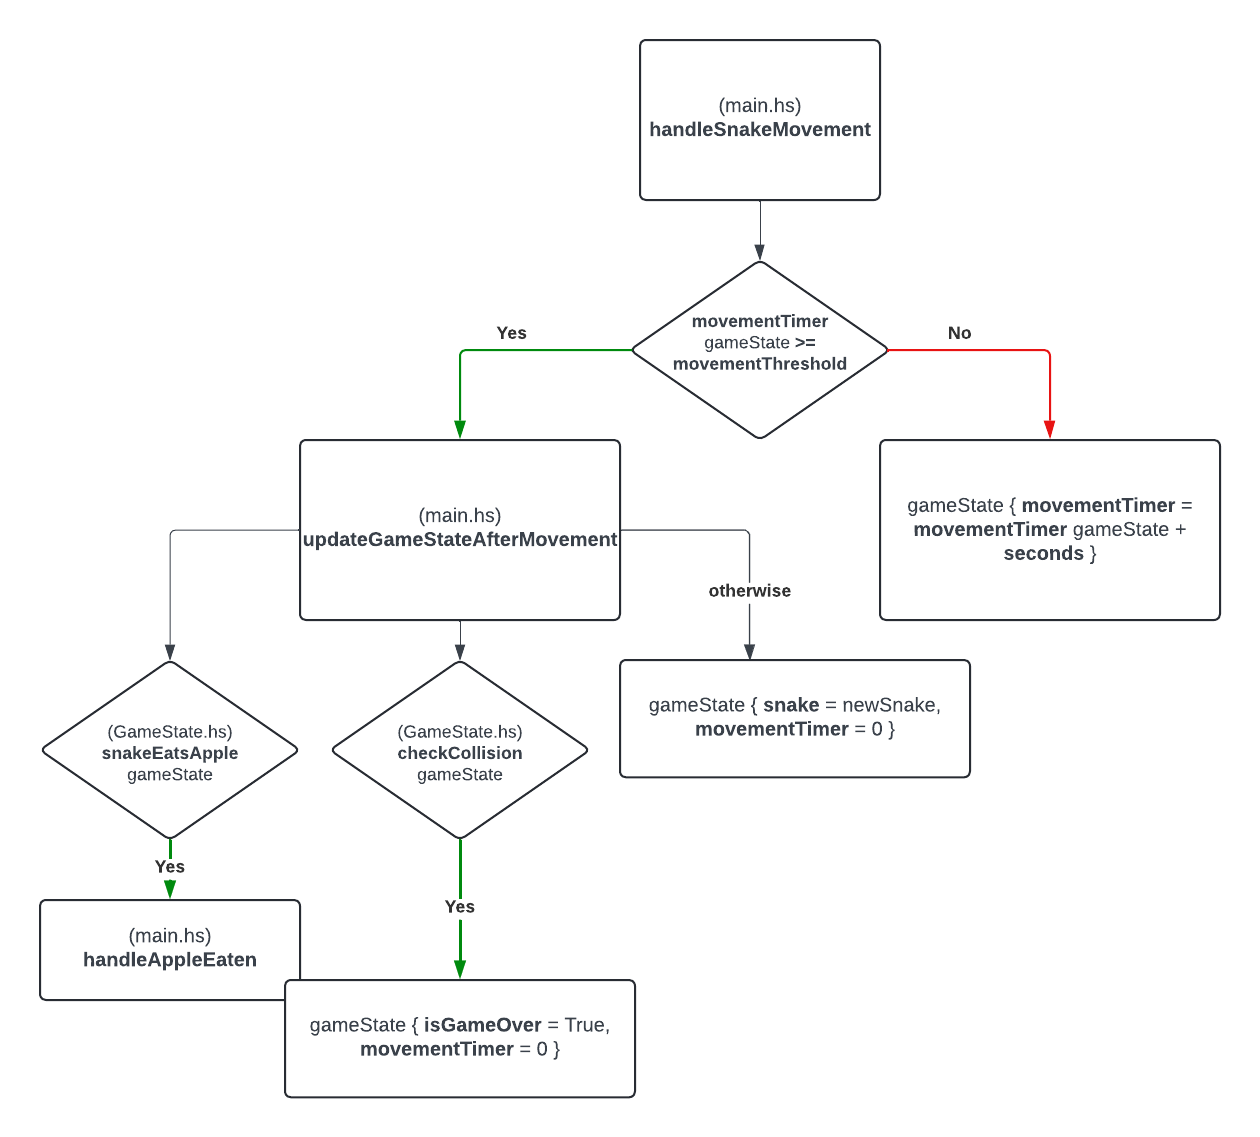 (main.hs)
handleSnakeMovement
movementTimer
gameState >=
movementThreshold
Yes
No
(main.hs)
updateGameStateAfterMovement
gameState { movementTimer =
movementTimer gameState +
seconds }
otherwise
(GameState.hs)
snakeEatsApple
gameState
(GameState.hs)
checkCollision
gameState
gameState { snake = newSnake,
movementTimer = 0 }
Yes
(main.hs)
handleAppleEaten
Yes
gameState { isGameOver = True,
movementTimer = 0 }